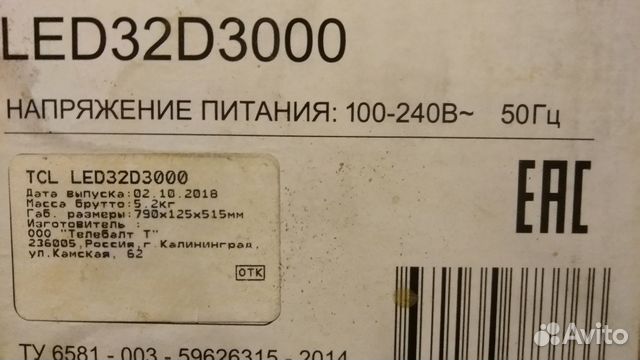 LED32D3000
НАПРЯЖЕНИЕ ПИТАНИЯ: 100-240В~ 50Гц
TCL LED32D3000
Дата выпуска:02.10.2018
Масса брутто:5.2кг
Габ. размеры:790х125х515мм
Изготовитель :
ООО "Телебалт Т"
236005,Россия,г.Калининград,
ул.Камская, 62
ОТК
EAC
ТУ 6581 - 003 - 59626315 - 2014
Avito